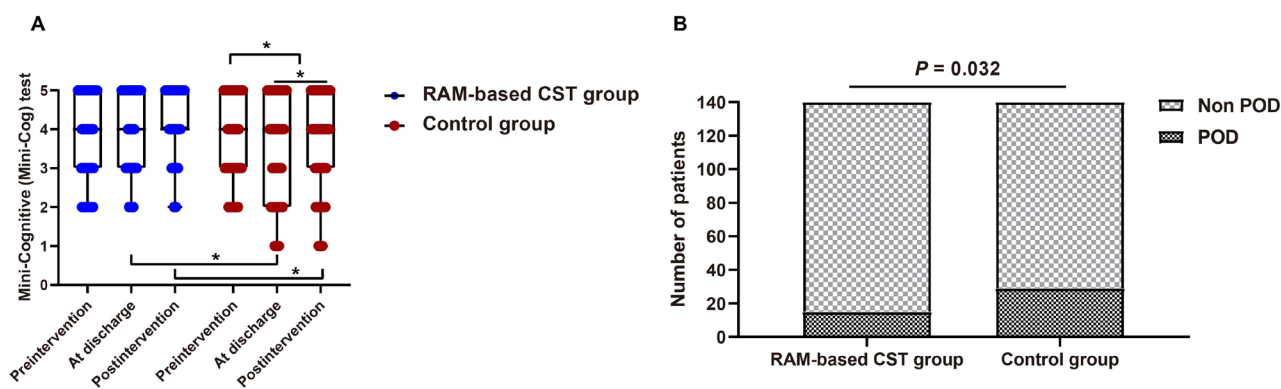 A
Mini-Cognitive (Mini-Cog) test
5
4
3
2
1
0
*
*
*
*
Preintervention
At discharge
Postintervention
Preintervention
At discharge
Postintervention
RAM-based CST group
Control group
B
P = 0.032
Number of patients
140
120
100
80
60
40
20
0
RAM-based CST group
Control group
Non POD
POD